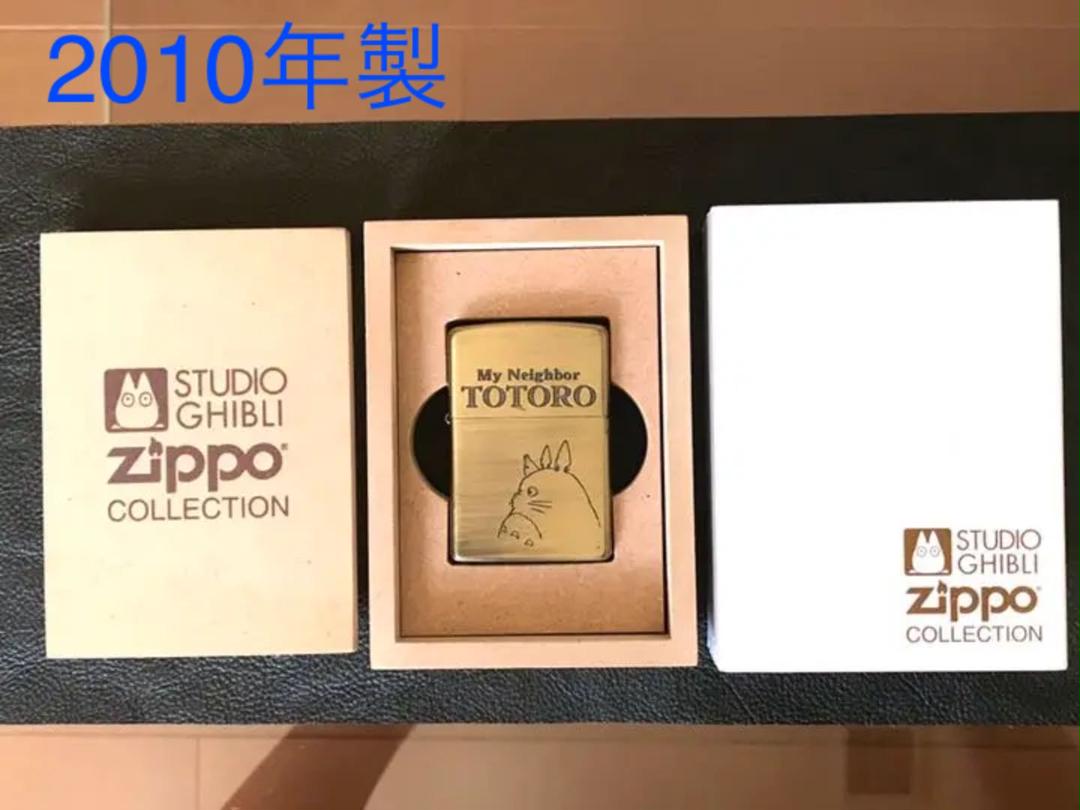 2010年製
STUDIO
GHIBLI
zippo®
COLLECTION
My Neighbor
TOTORO
STUDIO
GHIBLI
zippo®
COLLECTION